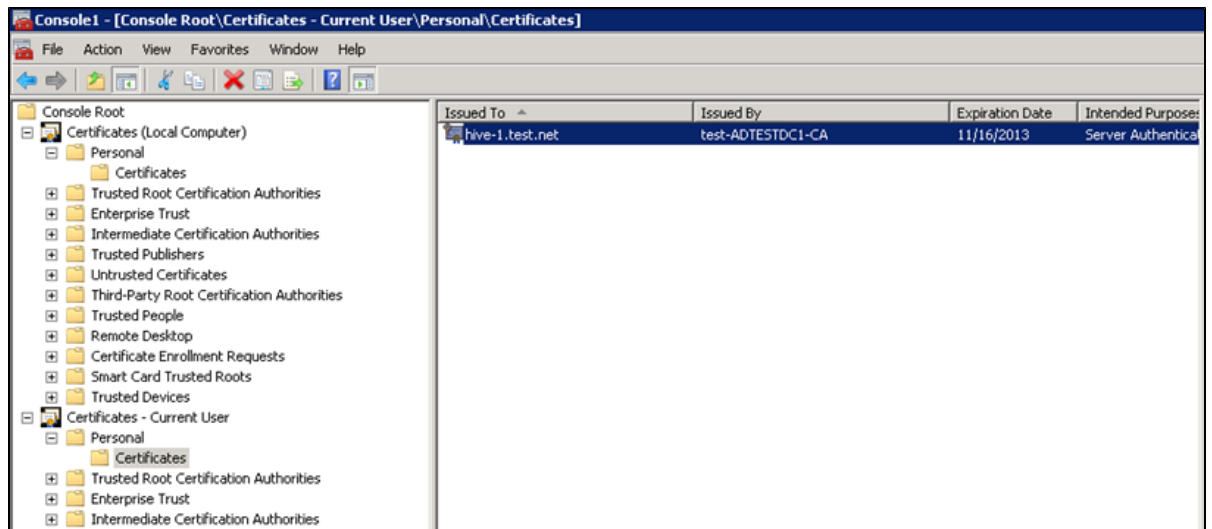 Console1 - [Console Root\Certificates - Current User\Personal\Certificates]
File Action View Favorites Window Help
Console Root
Certificates (Local Computer)
Personal
Certificates
Trusted Root Certification Authorities
Enterprise Trust
Intermediate Certification Authorities
Trusted Publishers
Untrusted Certificates
Third-Party Root Certification Authorities
Trusted People
Remote Desktop
Certificate Enrollment Requests
Smart Card Trusted Roots
Trusted Devices
Certificates - Current User
Personal
Certificates
Trusted Root Certification Authorities
Enterprise Trust
Intermediate Certification Authorities
Issued To Issued By Expiration Date Intended Purposes
hive-1.test.net test-ADTESTDC1-CA 11/16/2013 Server Authentica